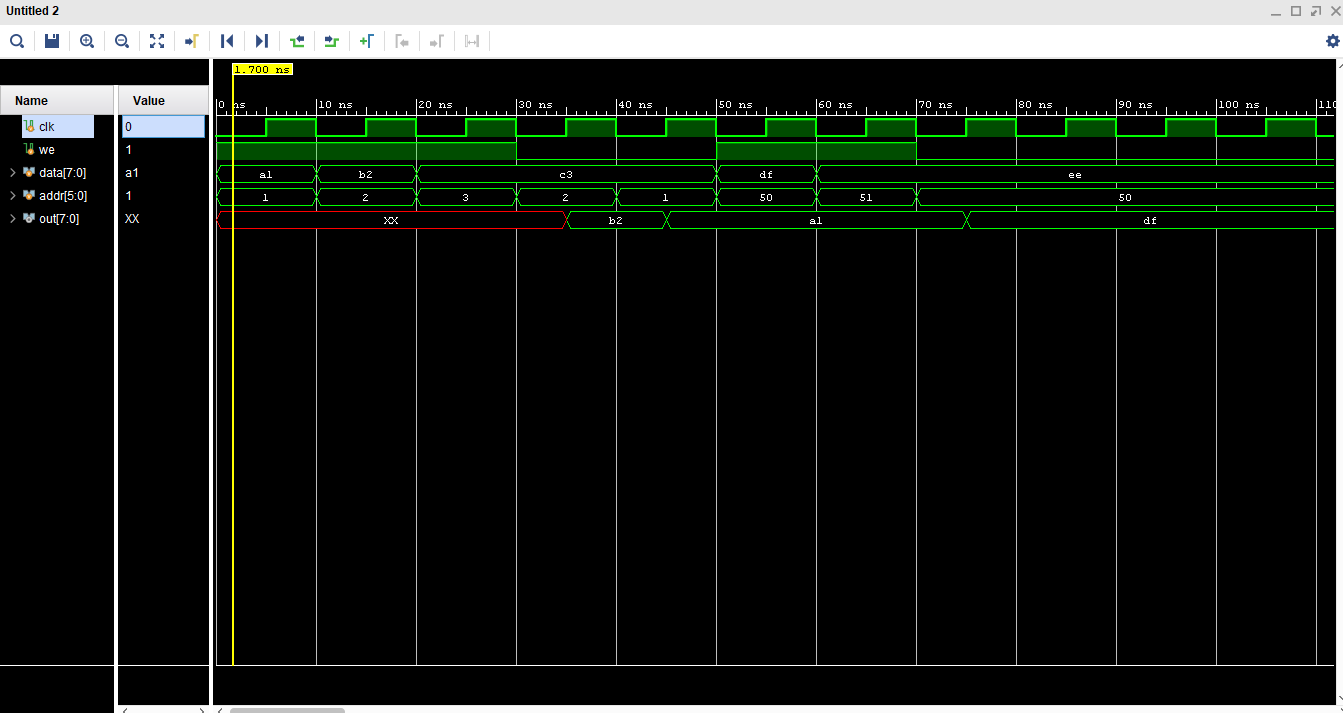 Untitled 2
1.700 ns
Name Value
0 ns 10 ns 20 ns 30 ns 40 ns 50 ns 60 ns 70 ns 80 ns 90 ns 100 ns 110
clk 0
we 1
data[7:0] a1 a1 b2 c3 df ee
addr[5:0] 1 1 2 3 2 1 50 51 50
out[7:0] XX XX b2 a1 df